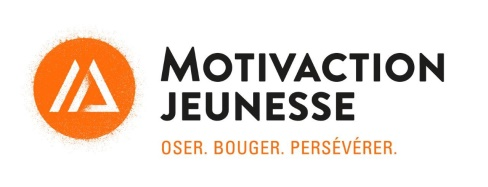 MOTIVACTION
JEUNESSE
OSER. BOUGER. PERSÉVÉRER.